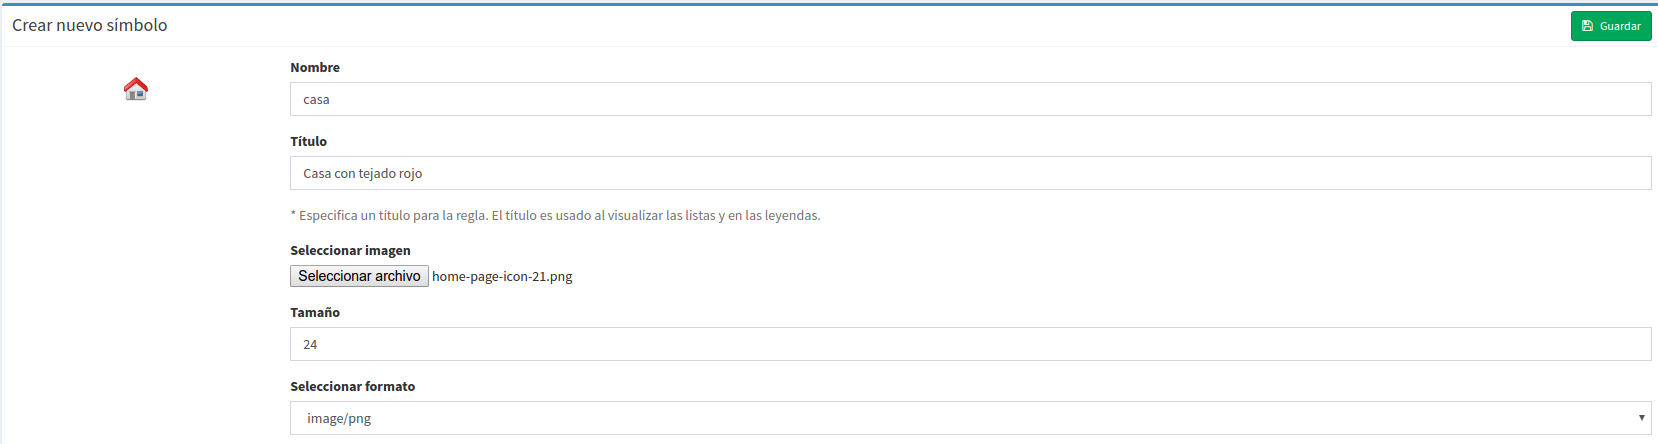 Crear nuevo símbolo
Guardar
Nombre
casa
Título
Casa con tejado rojo
* Especifica un título para la regla. El título es usado al visualizar las listas y en las leyendas.
Seleccionar imagen
Seleccionar archivo home-page-icon-21.png
Tamaño
24
Seleccionar formato
image/png